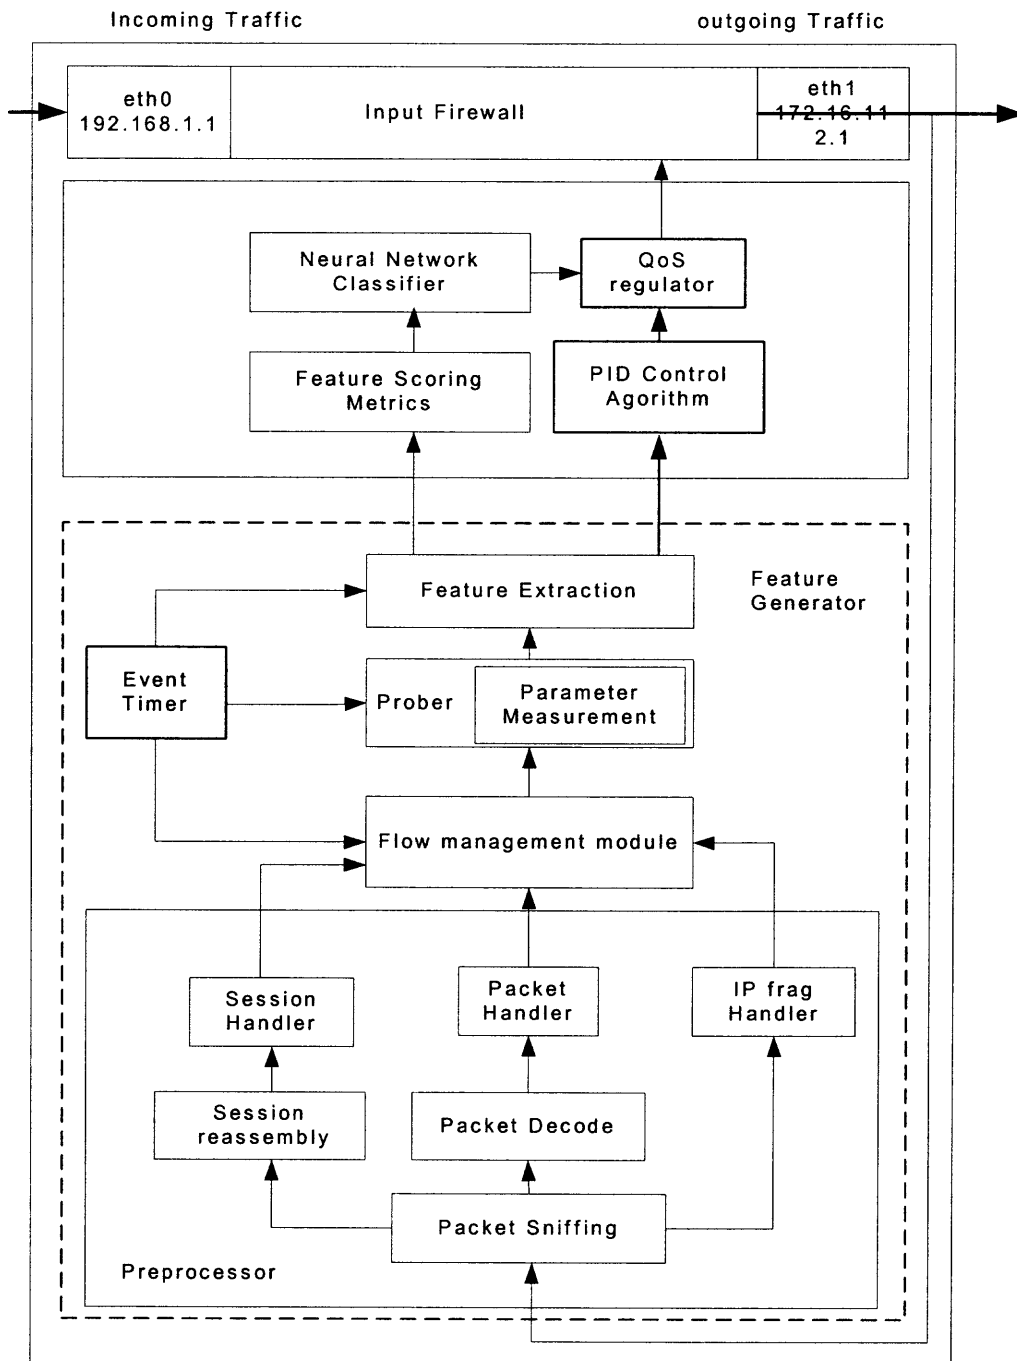 Incoming Traffic
outgoing Traffic
eth0
192.168.1.1
Input Firewall
eth1
172.16.11
2.1
Neural Network
Classifier
QoS
regulator
Feature Scoring
Metrics
PID Control
Agorithm
Feature Extraction
Feature
Generator
Event
Timer
Prober
Parameter
Measurement
Flow management module
Session
Handler
Packet
Handler
IP frag
Handler
Session
reassembly
Packet Decode
Packet Sniffing
Preprocessor